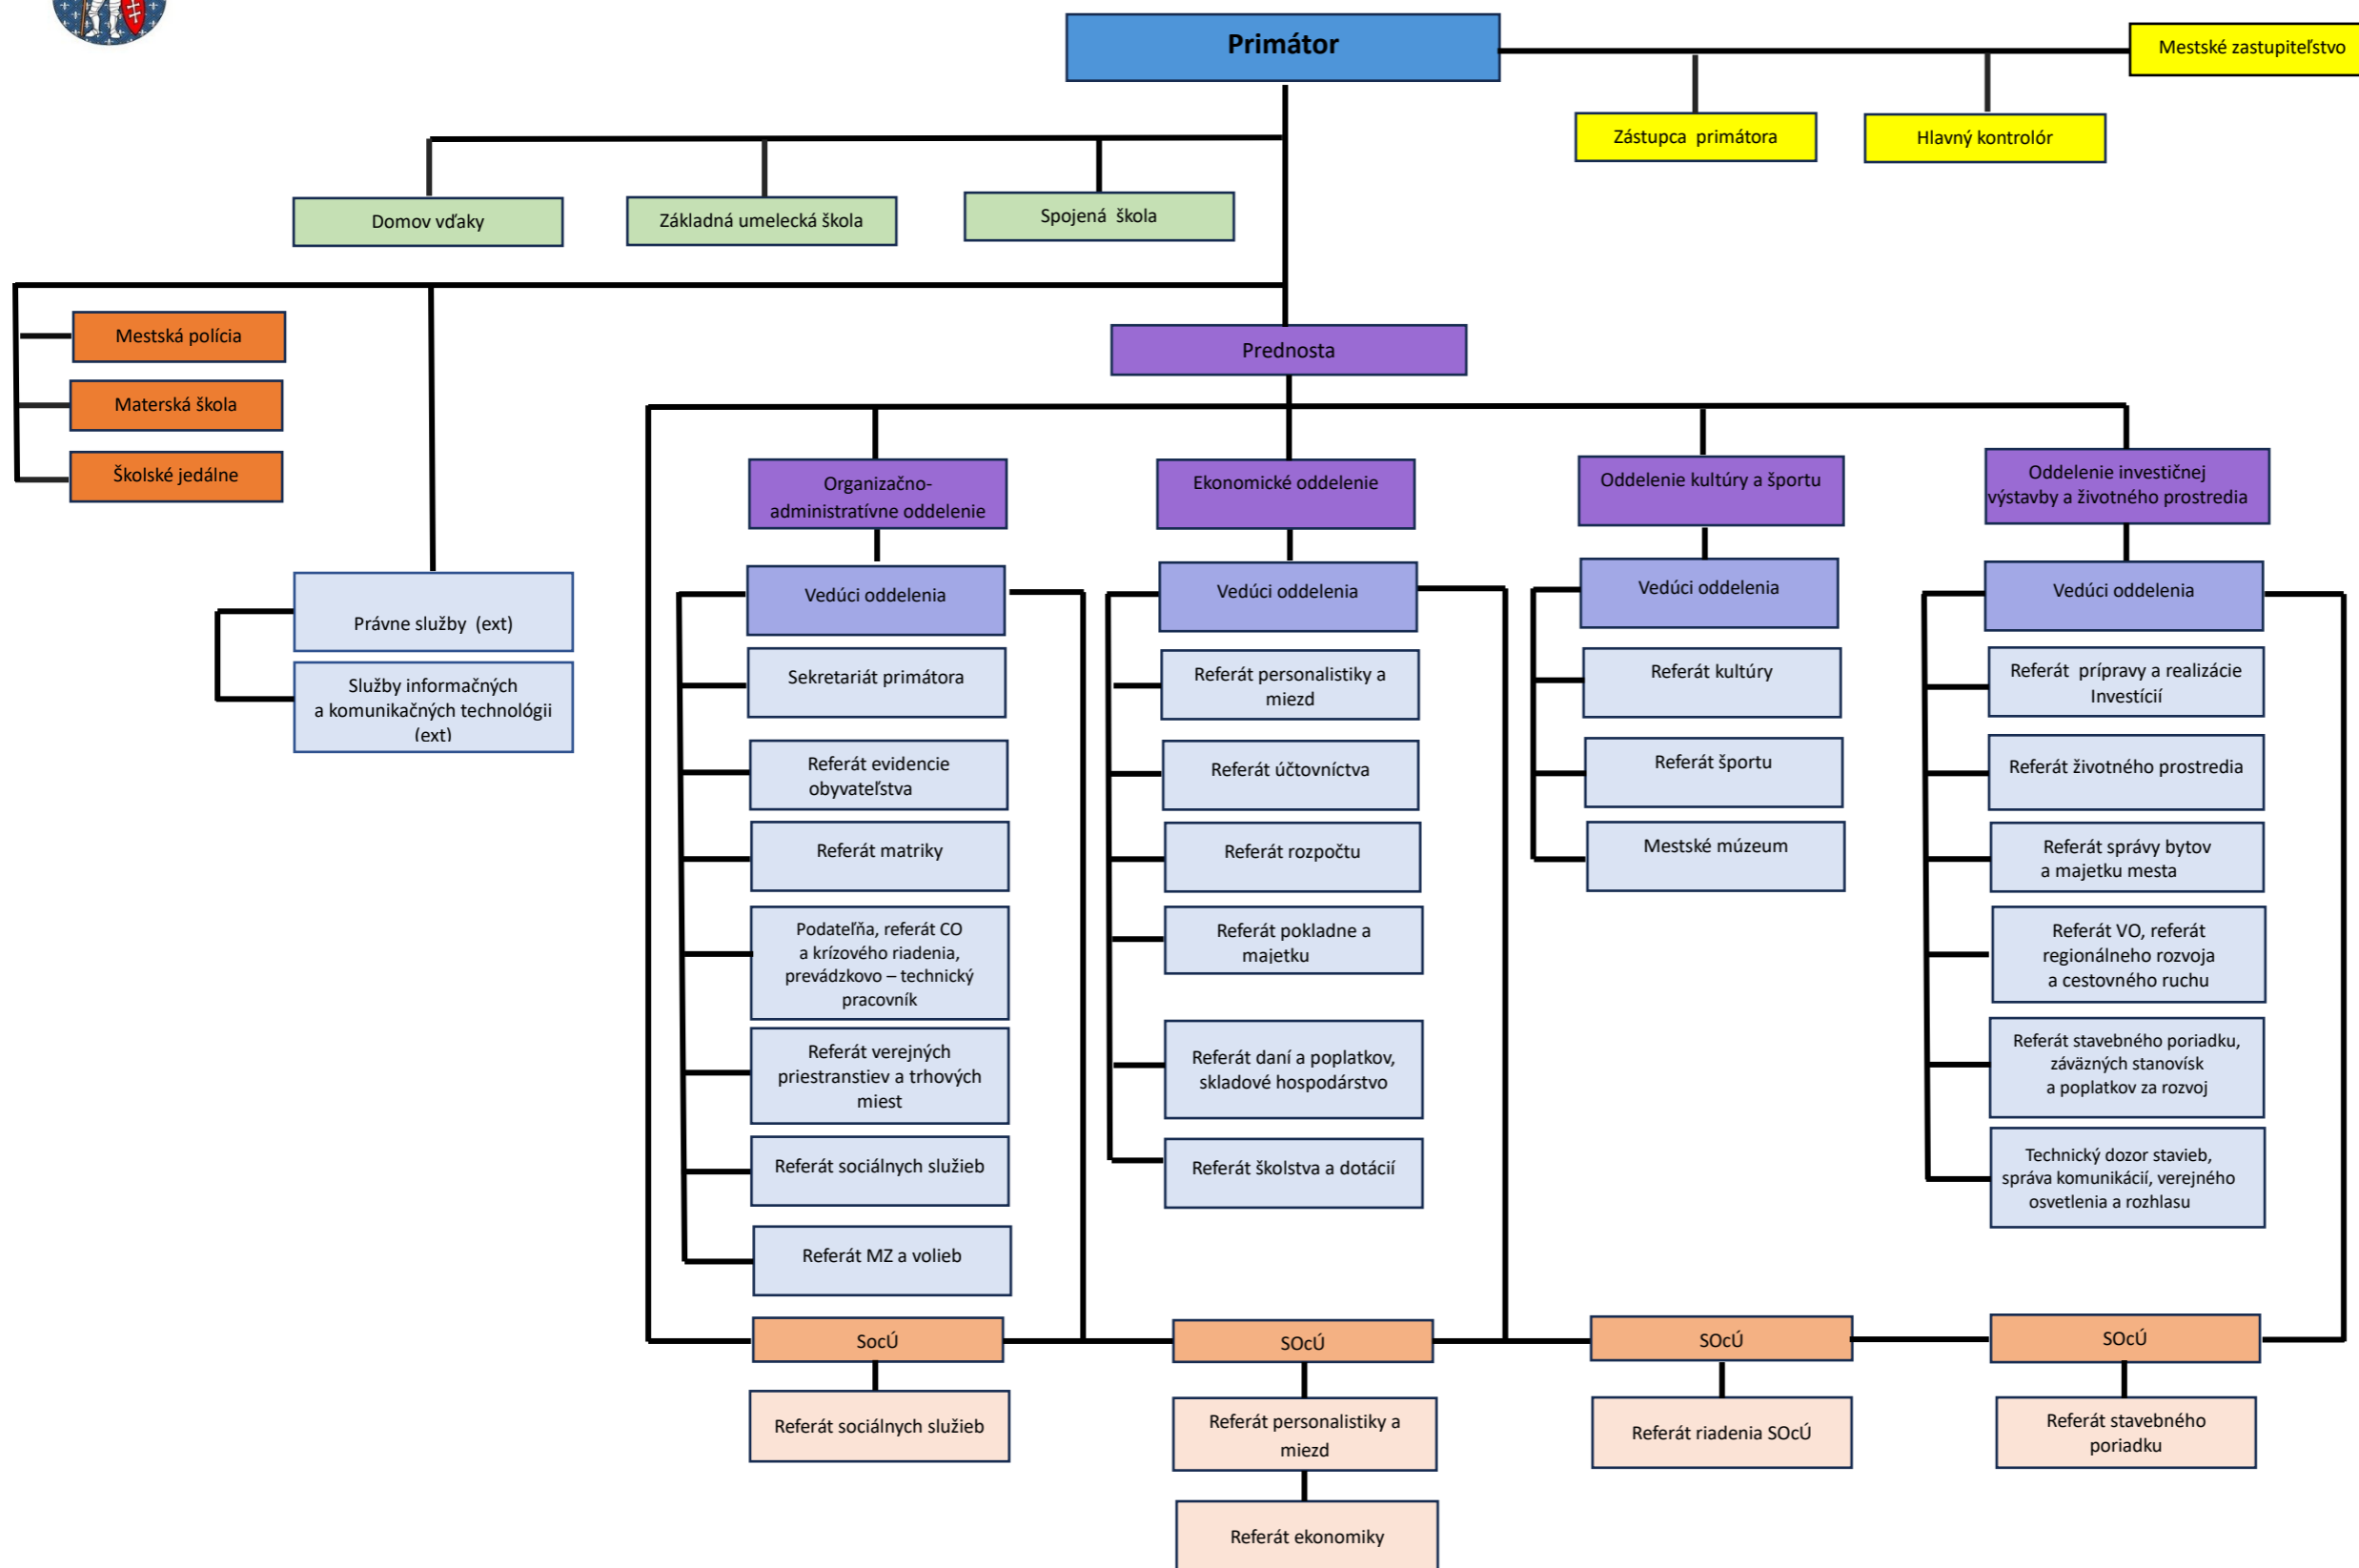 Primátor
Mestské zastupiteľstvo
Zástupca primátora
Hlavný kontrolór
Domov vďaky
Základná umelecká škola
Spojená škola
Mestská polícia
Materská škola
Školské jedálne
Prednosta
Organizačno-
administratívne oddelenie
Ekonomické oddelenie
Oddelenie kultúry a športu
Oddelenie investičnej
výstavby a životného prostredia
Právne služby (ext)
Služby informačných
a komunikačných technológii
(ext)
Vedúci oddelenia
Sekretariát primátora
Referát evidencie
obyvateľstva
Referát matriky
Podateľňa, referát CO
a krízového riadenia,
prevádzkovo – technický
pracovník
Referát verejných
priestranstiev a trhových
miest
Referát sociálnych služieb
Referát MZ a volieb
Vedúci oddelenia
Referát personalistiky a
miezd
Referát účtovníctva
Referát rozpočtu
Referát pokladne a
majetku
Referát daní a poplatkov,
skladové hospodárstvo
Referát školstva a dotácií
Vedúci oddelenia
Referát kultúry
Referát športu
Mestské múzeum
Vedúci oddelenia
Referát prípravy a realizácie
Investícií
Referát životného prostredia
Referát správy bytov
a majetku mesta
Referát VO, referát
regionálneho rozvoja
a cestovného ruchu
Referát stavebného poriadku,
záväzných stanovísk
a poplatkov za rozvoj
Technický dozor stavieb,
správa komunikácií, verejného
osvetlenia a rozhlasu
SocÚ
SOcÚ
SOcÚ
SOcÚ
Referát sociálnych služieb
Referát personalistiky a
miezd
Referát riadenia SOcÚ
Referát stavebného
poriadku
Referát ekonomiky